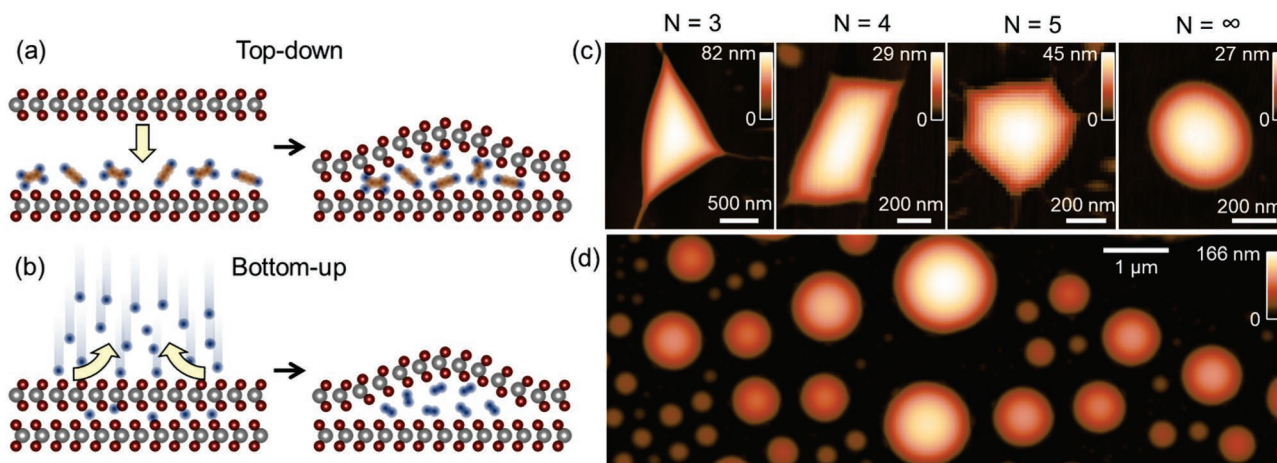 (a)
Top-down
(b)
Bottom-up
(c)
N = 3
N = 4
N = 5
N = ∞
82 nm
0
500 nm
29 nm
0
200 nm
45 nm
0
200 nm
27 nm
0
200 nm
(d)
1 μm
166 nm
0